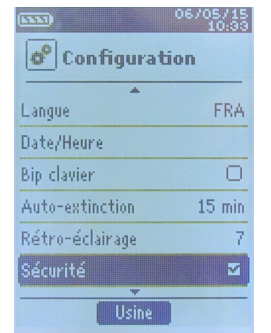 06/05/15
10:33
Configuration
Langue FRA
Date/Heure
Bip clavier
Auto-extinction 15 min
Rétro-éclairage 7
Sécurité
Usine